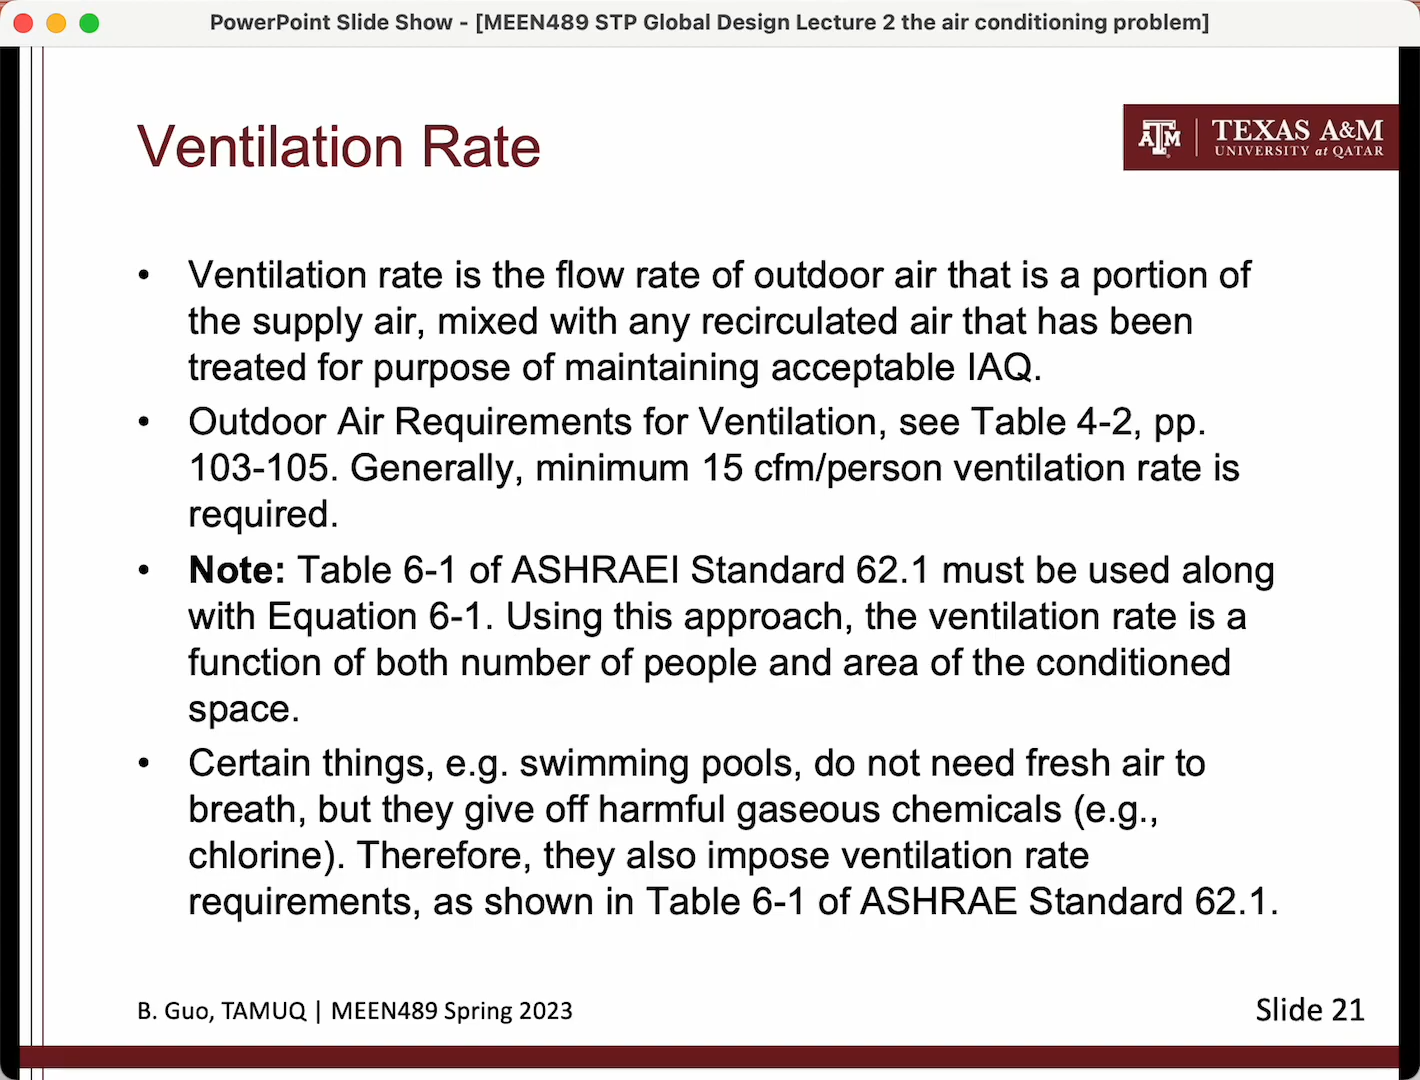 PowerPoint Slide Show - [MEEN489 STP Global Design Lecture 2 the air conditioning problem]
Ventilation Rate
ATM
TEXAS A&M
UNIVERSITY at QATAR
• Ventilation rate is the flow rate of outdoor air that is a portion of
the supply air, mixed with any recirculated air that has been
treated for purpose of maintaining acceptable IAQ.
• Outdoor Air Requirements for Ventilation, see Table 4-2, pp.
103-105. Generally, minimum 15 cfm/person ventilation rate is
required.
• Note: Table 6-1 of ASHRAEI Standard 62.1 must be used along
with Equation 6-1. Using this approach, the ventilation rate is a
function of both number of people and area of the conditioned
space.
• Certain things, e.g. swimming pools, do not need fresh air to
breath, but they give off harmful gaseous chemicals (e.g.,
chlorine). Therefore, they also impose ventilation rate
requirements, as shown in Table 6-1 of ASHRAE Standard 62.1.
B. Guo, TAMUQ | MEEN489 Spring 2023
Slide 21